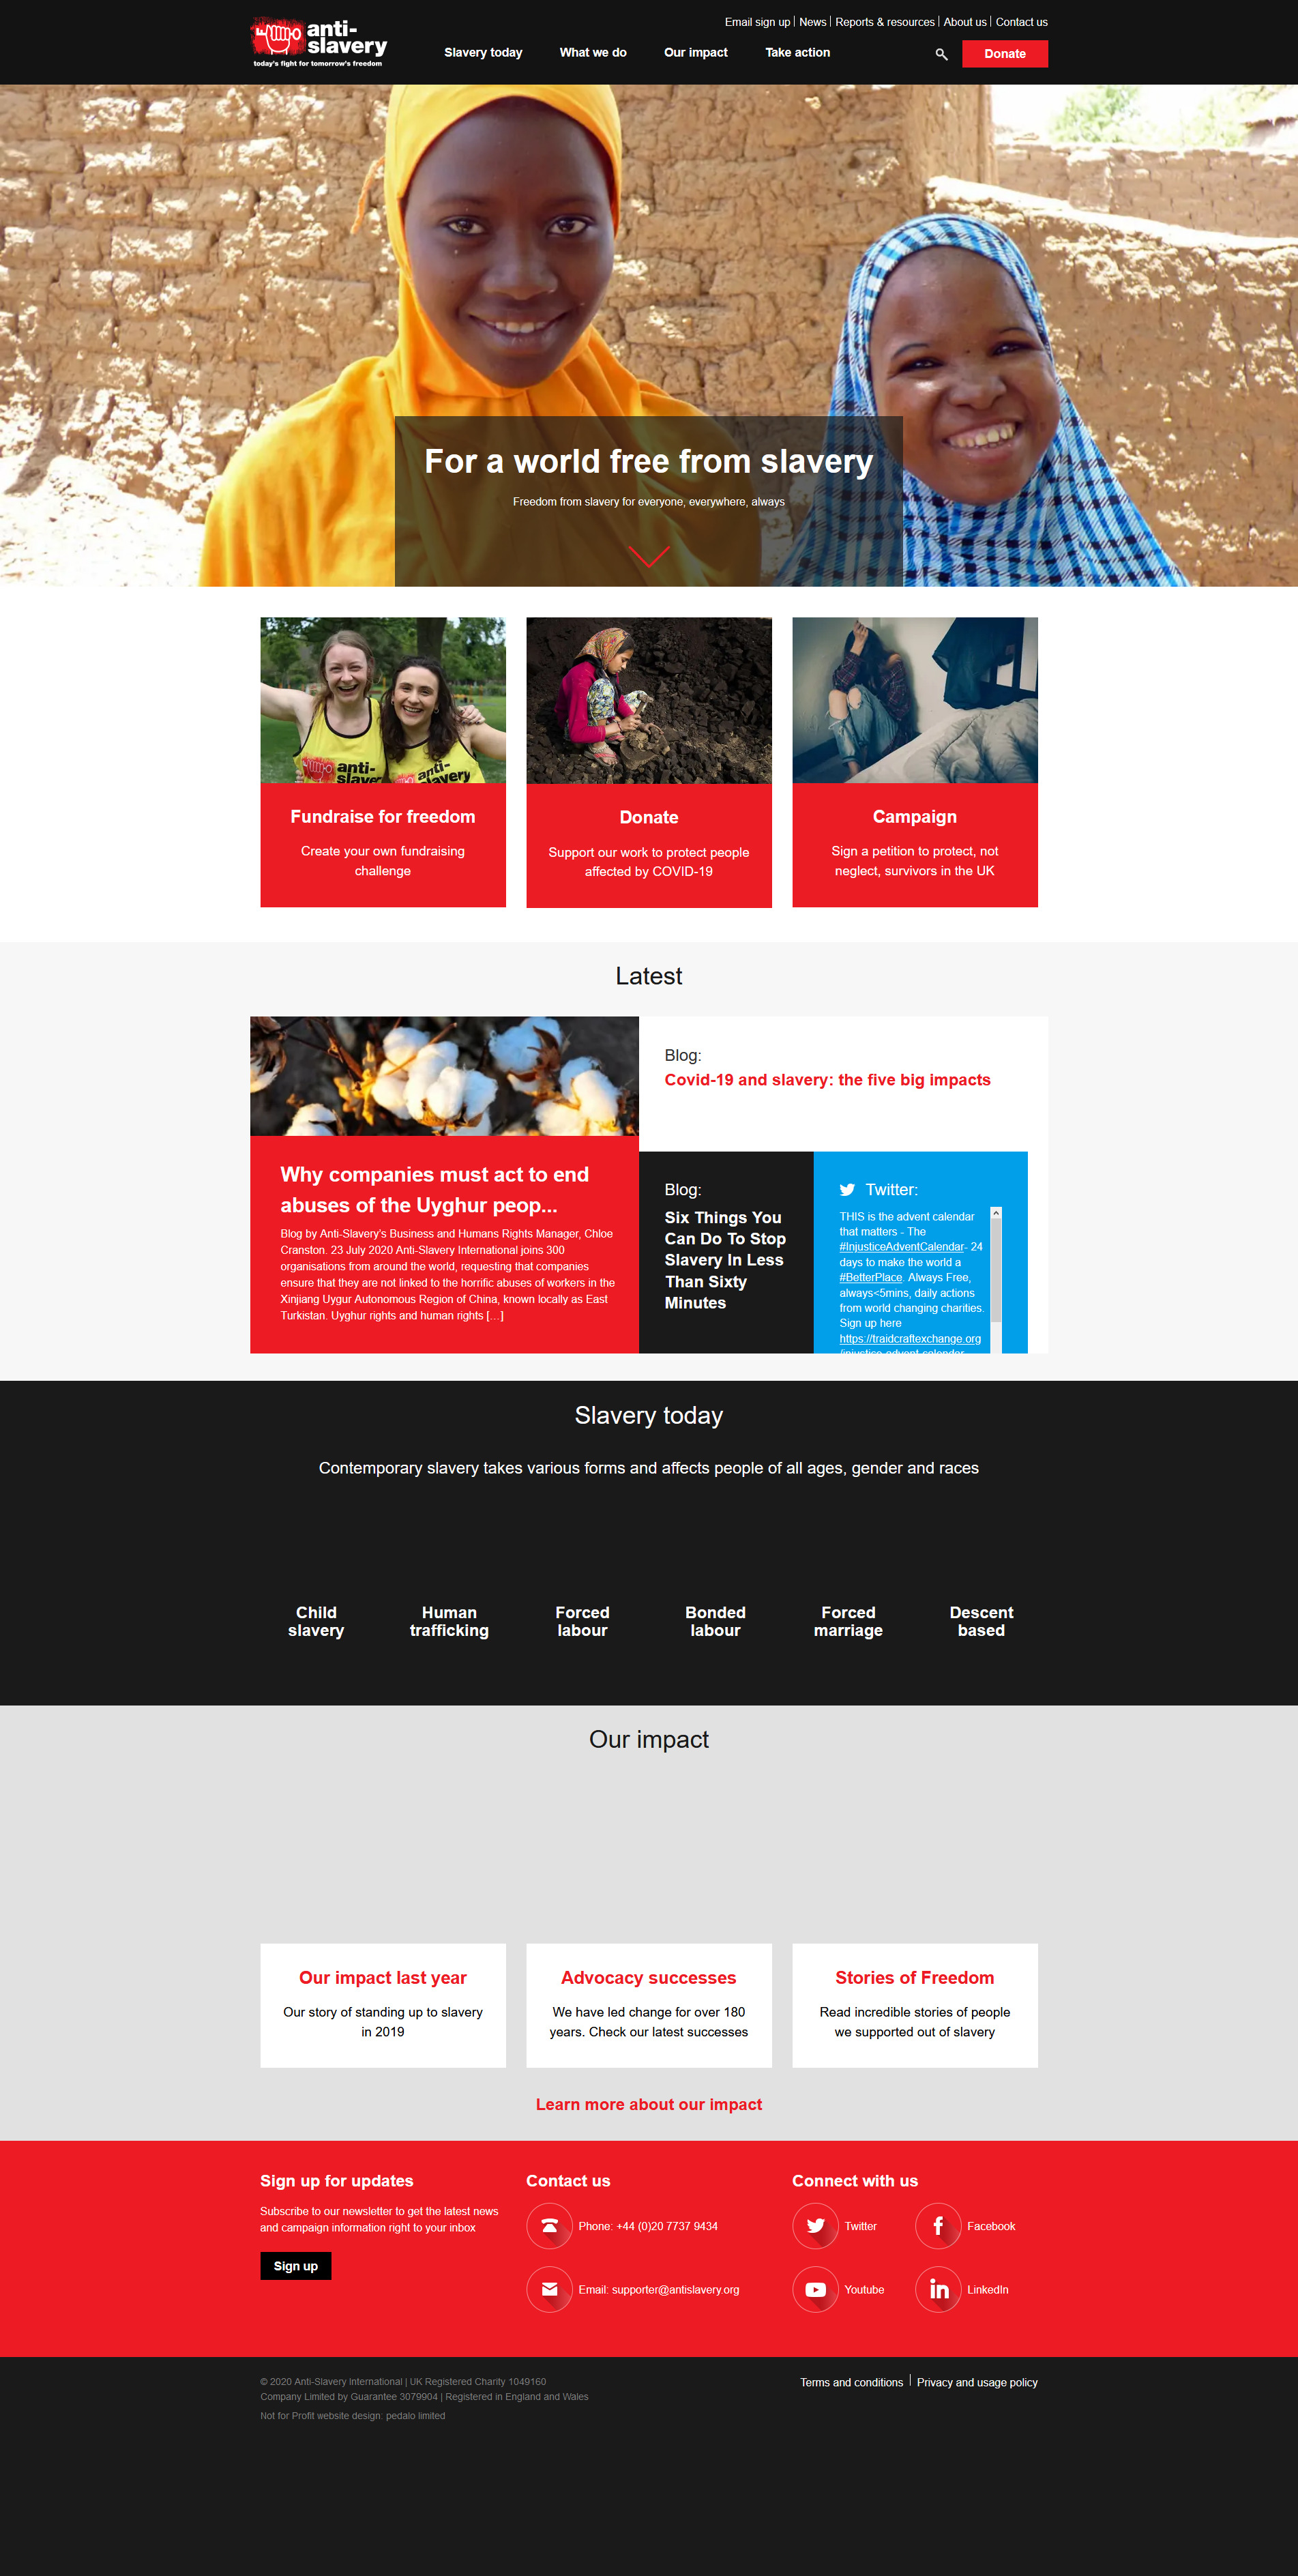 anti-
slavery
today's fight for tomorrow's freedom
Email sign up | News | Reports & resources | About us | Contact us
Slavery today What we do Our impact Take action Donate
For a world free from slavery
Freedom from slavery for everyone, everywhere, always
anti-
slavery
anti-
slavery
Fundraise for freedom
Create your own fundraising
challenge
Donate
Support our work to protect people
affected by COVID-19
Campaign
Sign a petition to protect, not
neglect, survivors in the UK
Latest
Why companies must act to end
abuses of the Uyghur peop...
Blog by Anti-Slavery's Business and Humans Rights Manager, Chloe
Cranston. 23 July 2020 Anti-Slavery International joins 300
organisations from around the world, requesting that companies
ensure that they are not linked to the horrific abuses of workers in the
Xinjiang Uygur Autonomous Region of China, known locally as East
Turkistan. Uyghur rights and human rights […]
Blog:
Covid-19 and slavery: the five big impacts
Blog:
Six Things You
Can Do To Stop
Slavery In Less
Than Sixty
Minutes
Twitter:
THIS is the advent calendar
that matters - The
#InjusticeAdventCalendar- 24
days to make the world a
#BetterPlace. Always Free,
always<5mins, daily actions
from world changing charities.
Sign up here
https://traidcraftexchange.org
/injustice-advent-calendar
Slavery today
Contemporary slavery takes various forms and affects people of all ages, gender and races
Child
slavery
Human
trafficking
Forced
labour
Bonded
labour
Forced
marriage
Descent
based
Our impact
Our impact last year
Our story of standing up to slavery
in 2019
Advocacy successes
We have led change for over 180
years. Check our latest successes
Stories of Freedom
Read incredible stories of people
we supported out of slavery
Learn more about our impact
Sign up for updates
Subscribe to our newsletter to get the latest news
and campaign information right to your inbox
Sign up
Contact us
Phone: +44 (0)20 7737 9434
Email: supporter@antislavery.org
Connect with us
Twitter
Facebook
Youtube
LinkedIn
© 2020 Anti-Slavery International | UK Registered Charity 1049160
Company Limited by Guarantee 3079904 | Registered in England and Wales
Not for Profit website design: pedalo limited
Terms and conditions | Privacy and usage policy